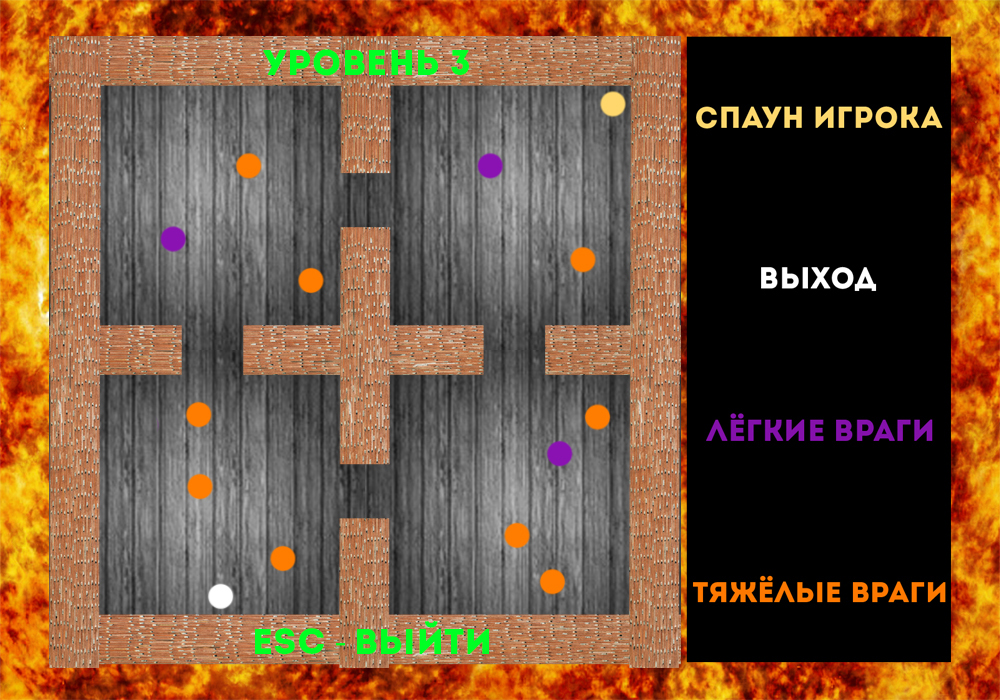 УРОВЕНЬ 3
СПАУН ИГРОКА
ВЫХОД
ЛЁГКИЕ ВРАГИ
ТЯЖЁЛЫЕ ВРАГИ
ESC - ВЫЙТИ